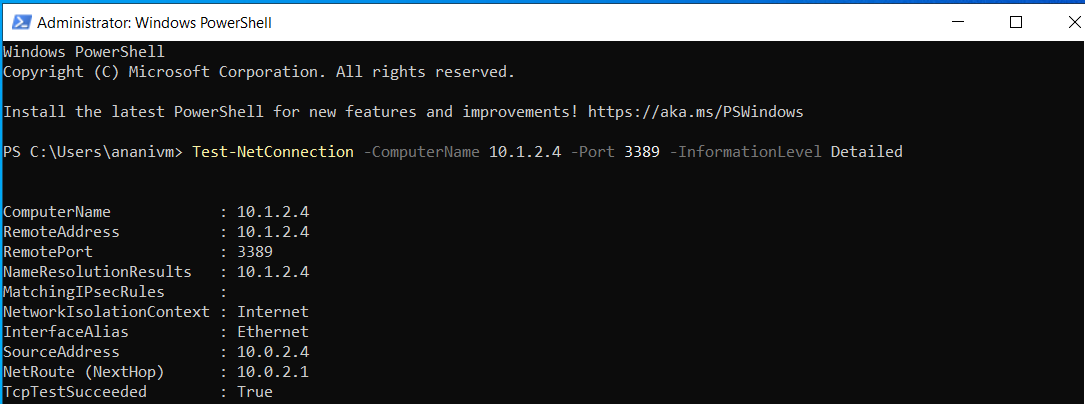 Administrator: Windows PowerShell
Windows PowerShell
Copyright (C) Microsoft Corporation. All rights reserved.
Install the latest PowerShell for new features and improvements! https://aka.ms/PSWindows
PS C:\Users\ananivm> Test-NetConnection -ComputerName 10.1.2.4 -Port 3389 -InformationLevel Detailed
ComputerName            : 10.1.2.4
RemoteAddress           : 10.1.2.4
RemotePort              : 3389
NameResolutionResults   : 10.1.2.4
MatchingIPsecRules      :
NetworkIsolationContext : Internet
InterfaceAlias          : Ethernet
SourceAddress           : 10.0.2.4
NetRoute (NextHop)      : 10.0.2.1
TcpTestSucceeded        : True